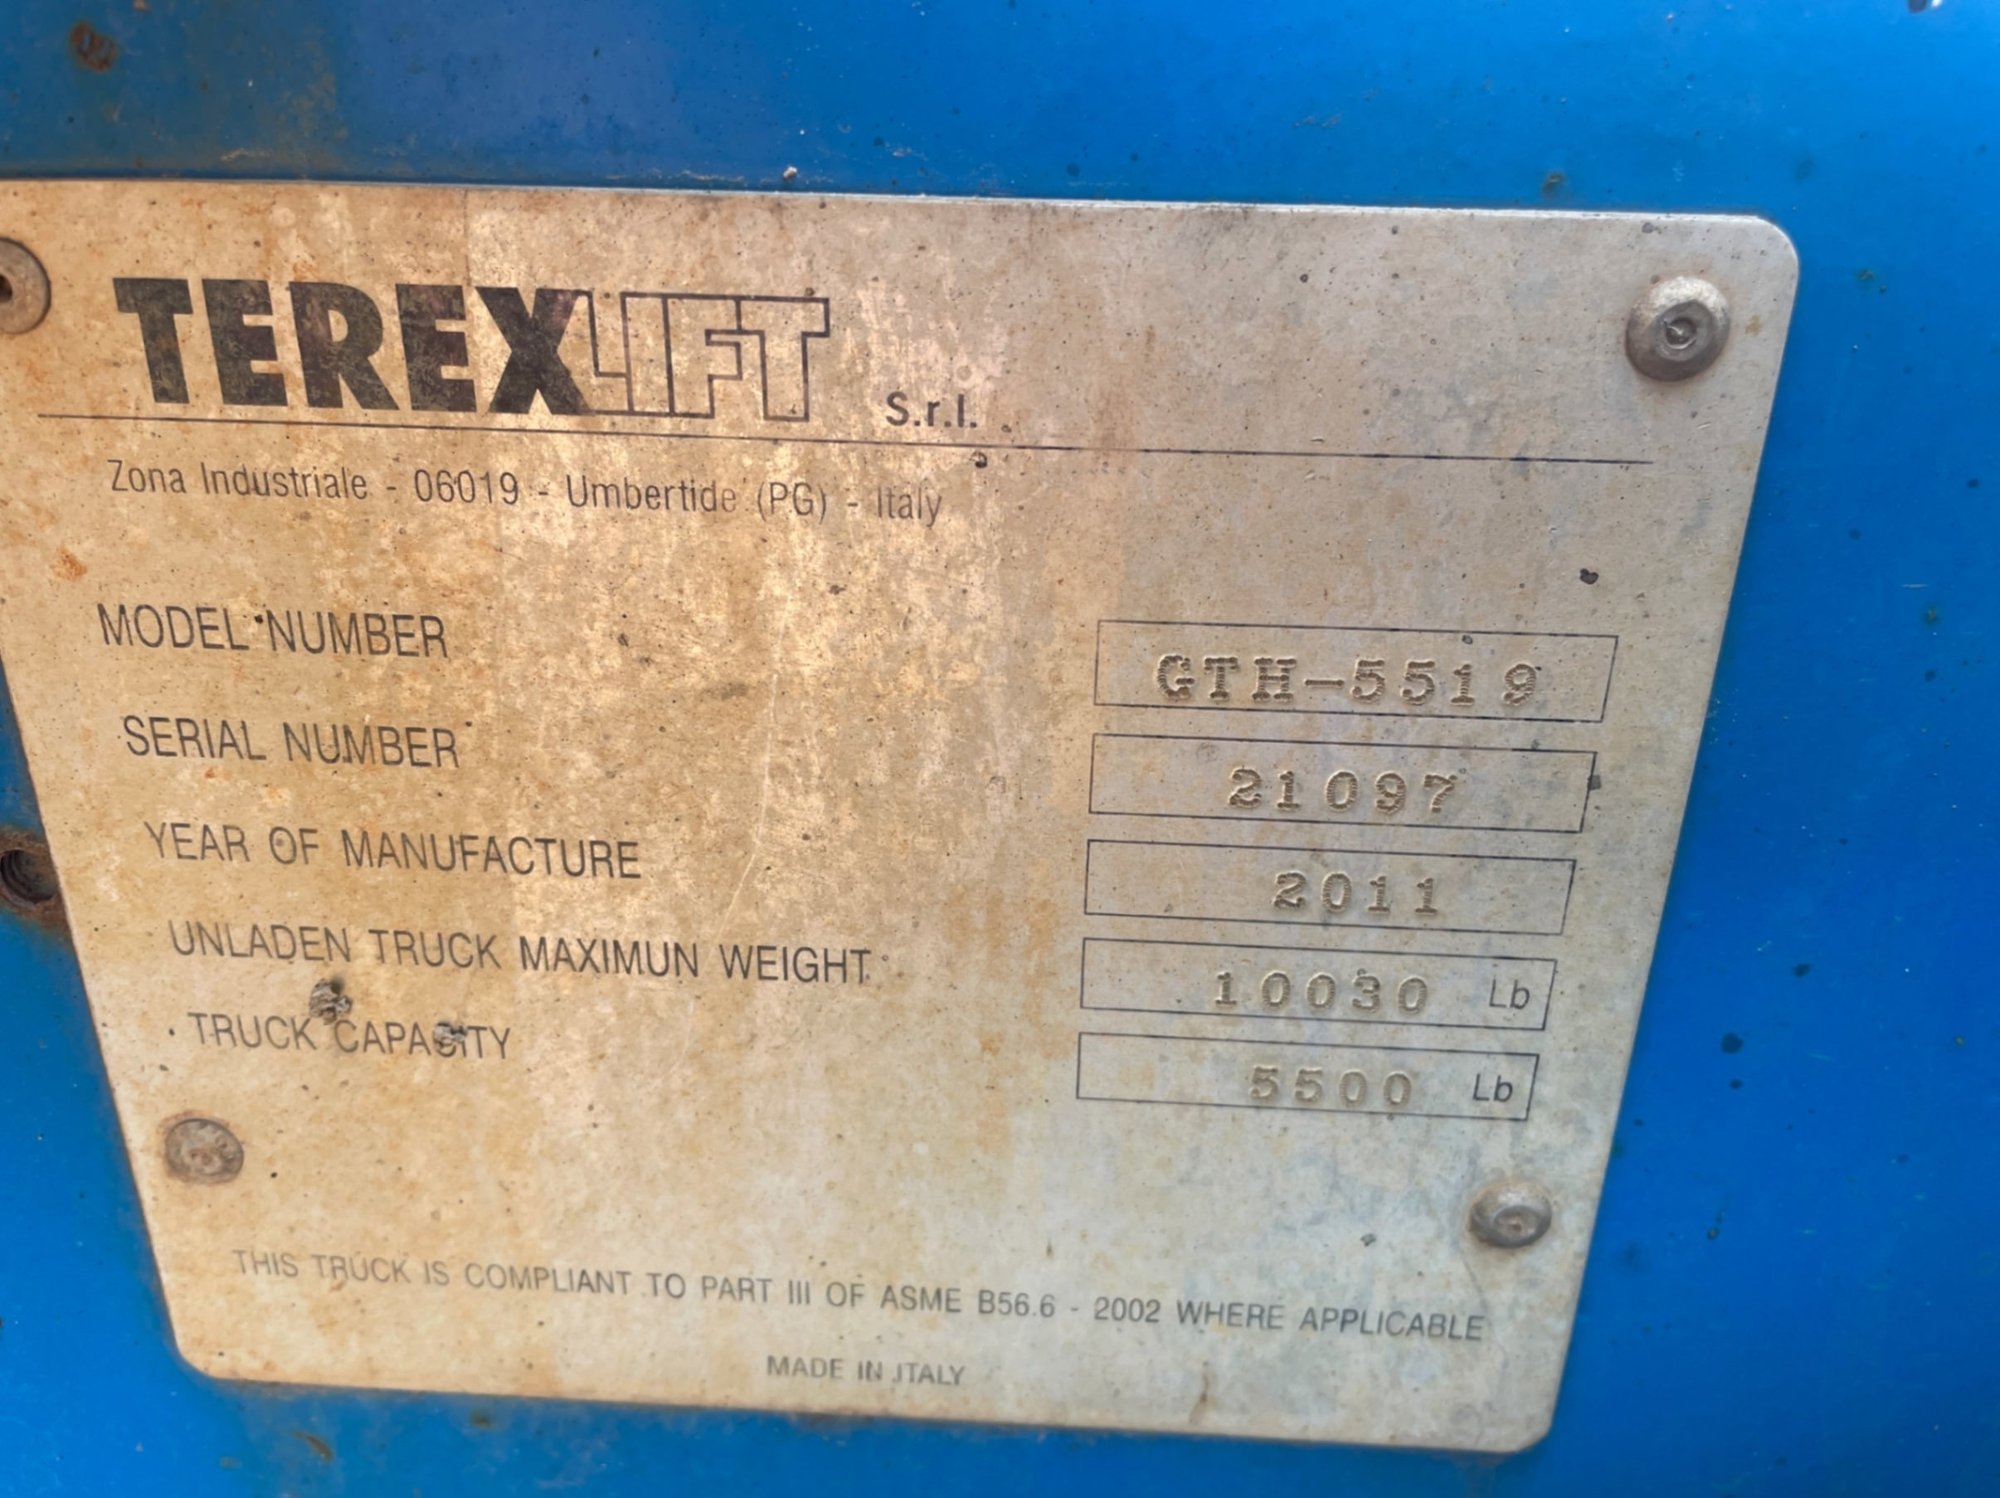 TEREXLIFT S.r.l.
Zona Industriale - 06019 - Umbertide (PG) - Italy
MODEL NUMBER GTH-5519
SERIAL NUMBER 21097
YEAR OF MANUFACTURE 2011
UNLADEN TRUCK MAXIMUN WEIGHT 10030 Lb
TRUCK CAPACITY 5500 Lb
THIS TRUCK IS COMPLIANT TO PART III OF ASME B56.6 - 2002 WHERE APPLICABLE
MADE IN ITALY